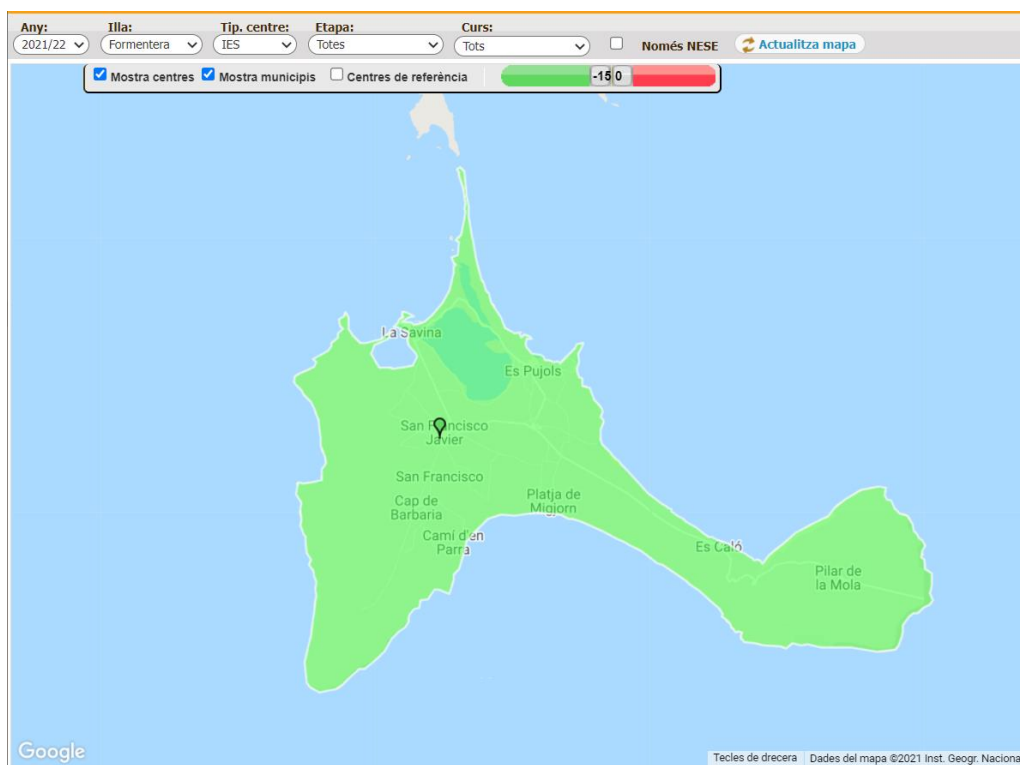 Any: Illa: Tip. centre: Etapa: Curs:
2021/22 Formentera IES Totes Tots Només NESE Actualitza mapa
Mostra centres Mostra municipis Centres de referència -15 0
La Savina
Es Pujols
San Francisco
Javier
San Francisco
Cap de
Barbaria
Platja de
Migjorn
Camí d'en
Parra
Es Caló
Pilar de
la Mola
Google
Tecles de drecera Dades del mapa ©2021 Inst. Geogr. Naciona